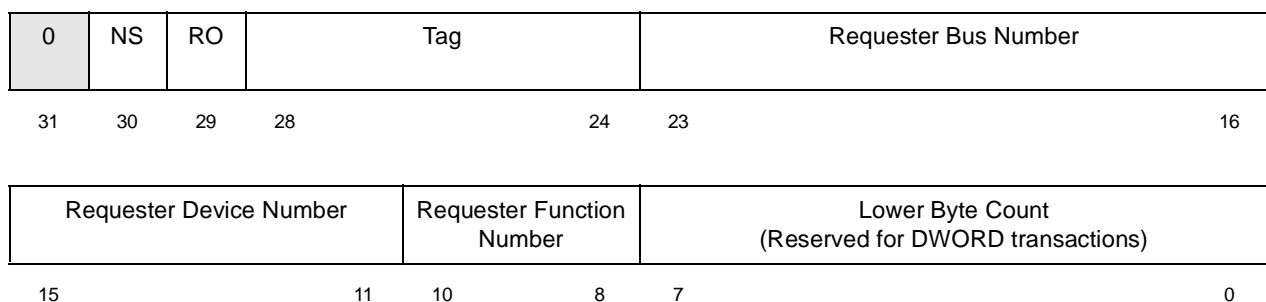 0 NS RO Tag Requester Bus Number
31 30 29 28 24 23 16
Requester Device Number Requester Function Lower Byte Count
Number (Reserved for DWORD transactions)
15 11 10 8 7 0